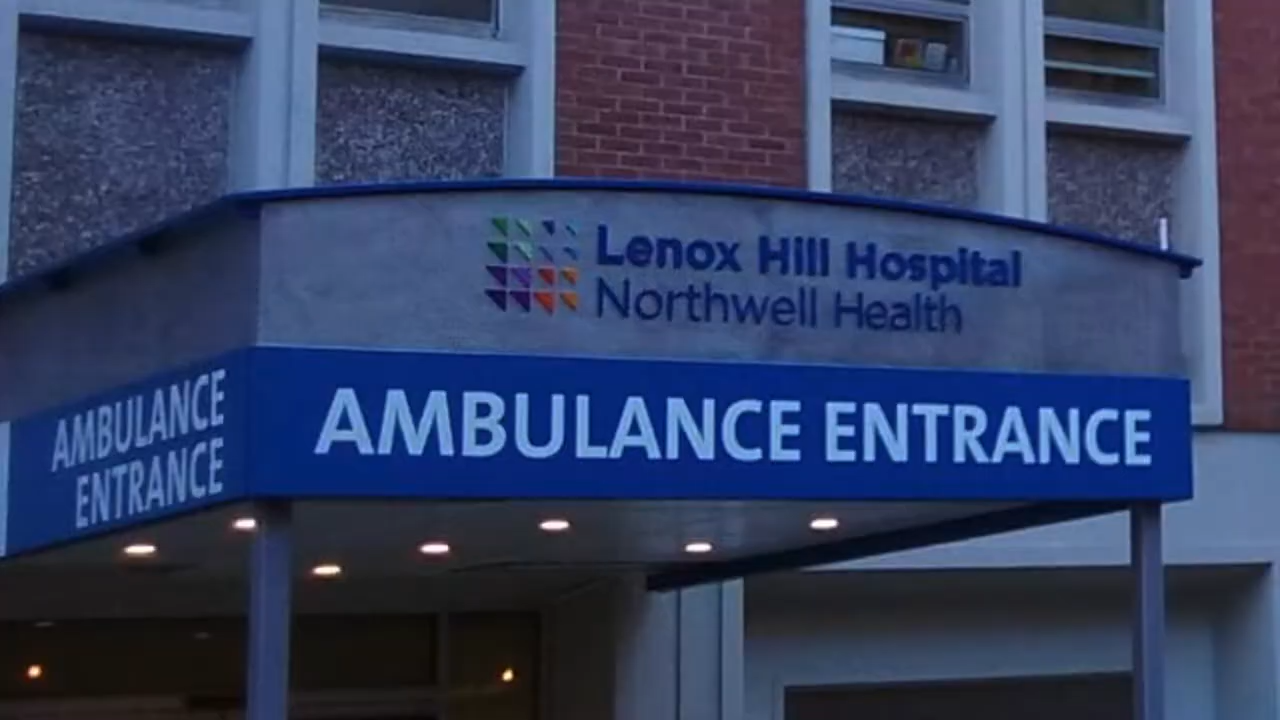 Lenox Hill Hospital
Northwell Health
AMBULANCE
ENTRANCE
AMBULANCE ENTRANCE